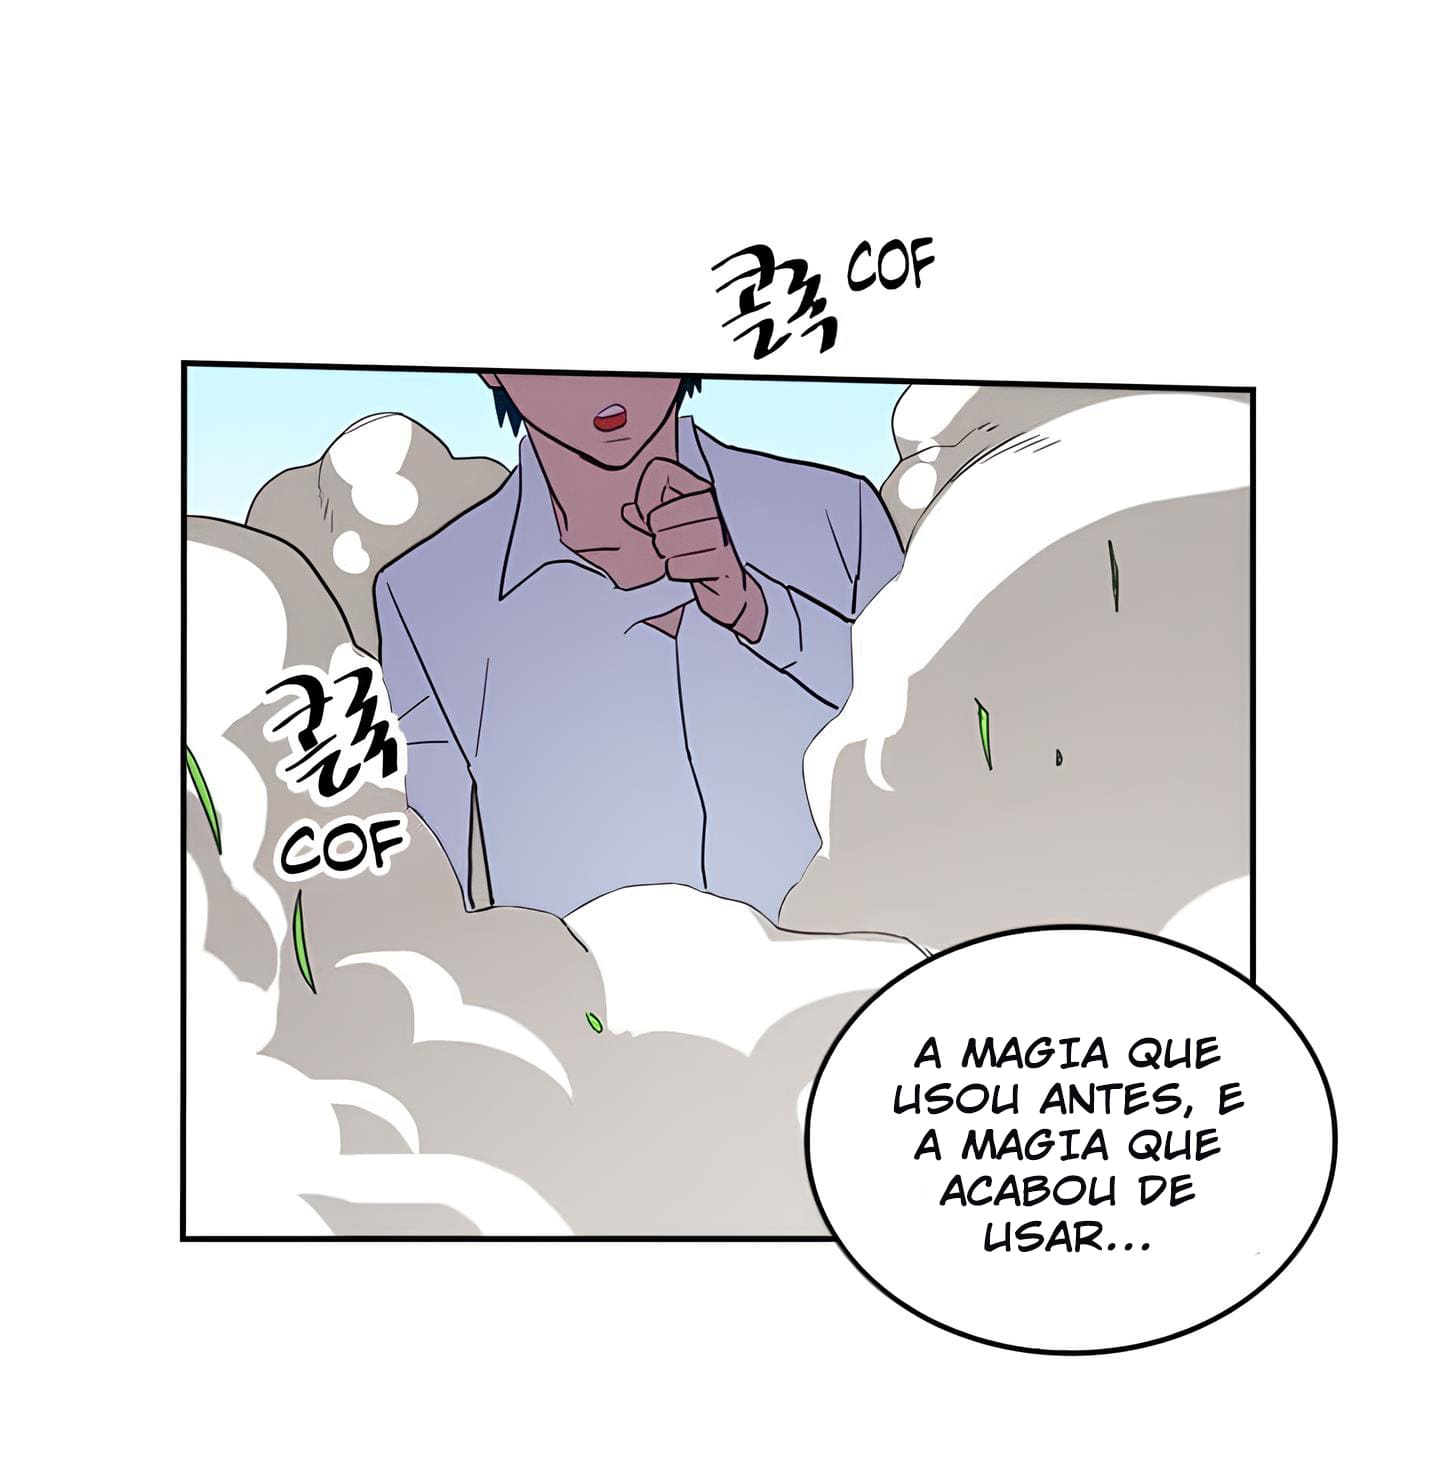 콜록 COF
콜록
COF
A MAGIA QUE
USOU ANTES, E
A MAGIA QUE
ACABOU DE
USAR...